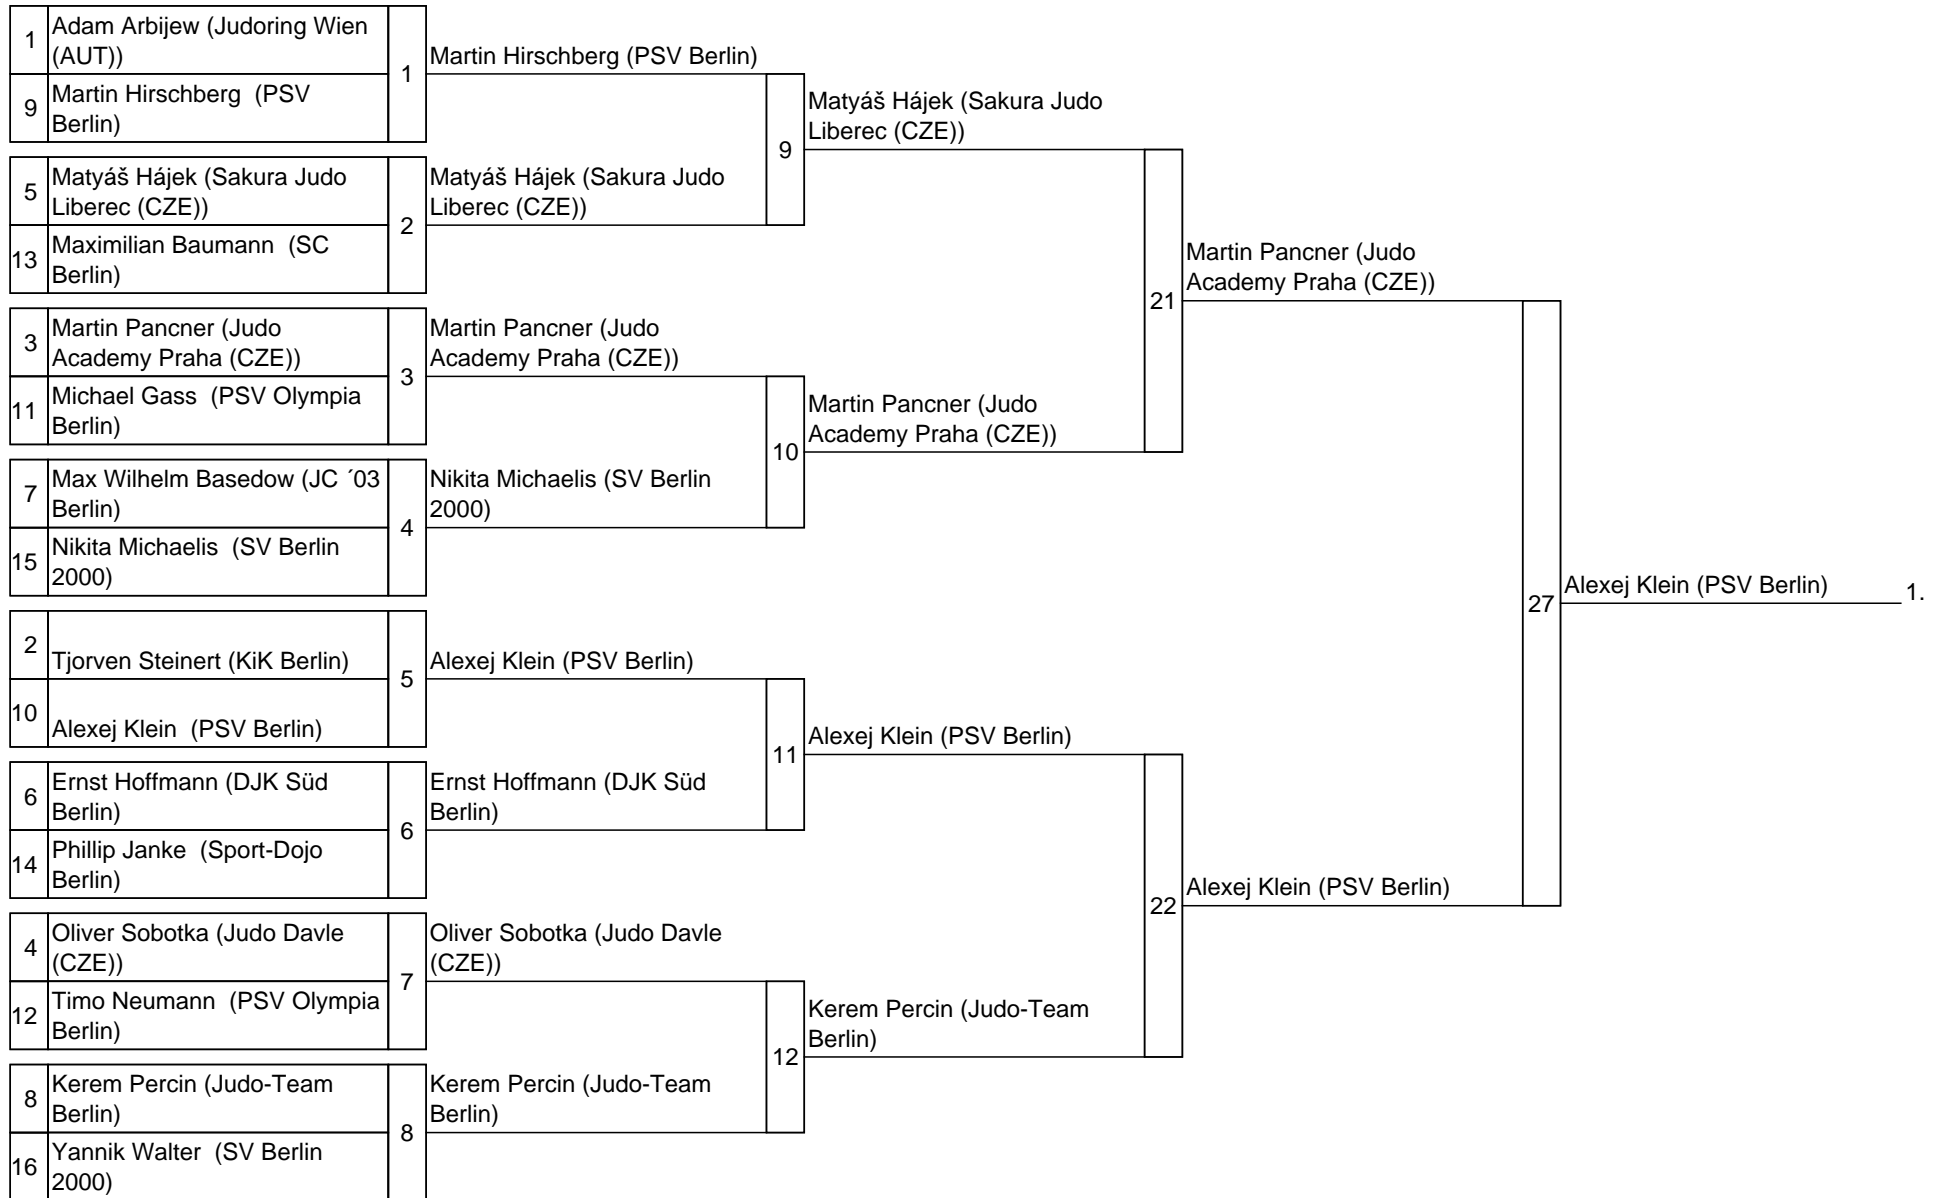 1
Adam Arbijew (Judoring Wien
(AUT))
9
Martin Hirschberg  (PSV
Berlin)
1
5
Matyáš Hájek (Sakura Judo
Liberec (CZE))
13
Maximilian Baumann  (SC
Berlin)
2
3
Martin Pancner (Judo
Academy Praha (CZE))
11
Michael Gass  (PSV Olympia
Berlin)
3
7
Max Wilhelm Basedow (JC ´03
Berlin)
15
Nikita Michaelis  (SV Berlin
2000)
4
2
Tjorven Steinert (KiK Berlin)
10
Alexej Klein  (PSV Berlin)
5
6
Ernst Hoffmann (DJK Süd
Berlin)
14
Phillip Janke  (Sport-Dojo
Berlin)
6
4
Oliver Sobotka (Judo Davle
(CZE))
12
Timo Neumann  (PSV Olympia
Berlin)
7
8
Kerem Percin (Judo-Team
Berlin)
16
Yannik Walter  (SV Berlin
2000)
8
Martin Hirschberg (PSV Berlin)
Matyáš Hájek (Sakura Judo
Liberec (CZE))
9
Martin Pancner (Judo
Academy Praha (CZE))
Nikita Michaelis (SV Berlin
2000)
10
Alexej Klein (PSV Berlin)
Ernst Hoffmann (DJK Süd
Berlin)
11
Oliver Sobotka (Judo Davle
(CZE))
Kerem Percin (Judo-Team
Berlin)
12
Matyáš Hájek (Sakura Judo
Liberec (CZE))
Martin Pancner (Judo
Academy Praha (CZE))
21
Alexej Klein (PSV Berlin)
Kerem Percin (Judo-Team
Berlin)
22
Martin Pancner (Judo
Academy Praha (CZE))
Alexej Klein (PSV Berlin)
27
Alexej Klein (PSV Berlin)
1.